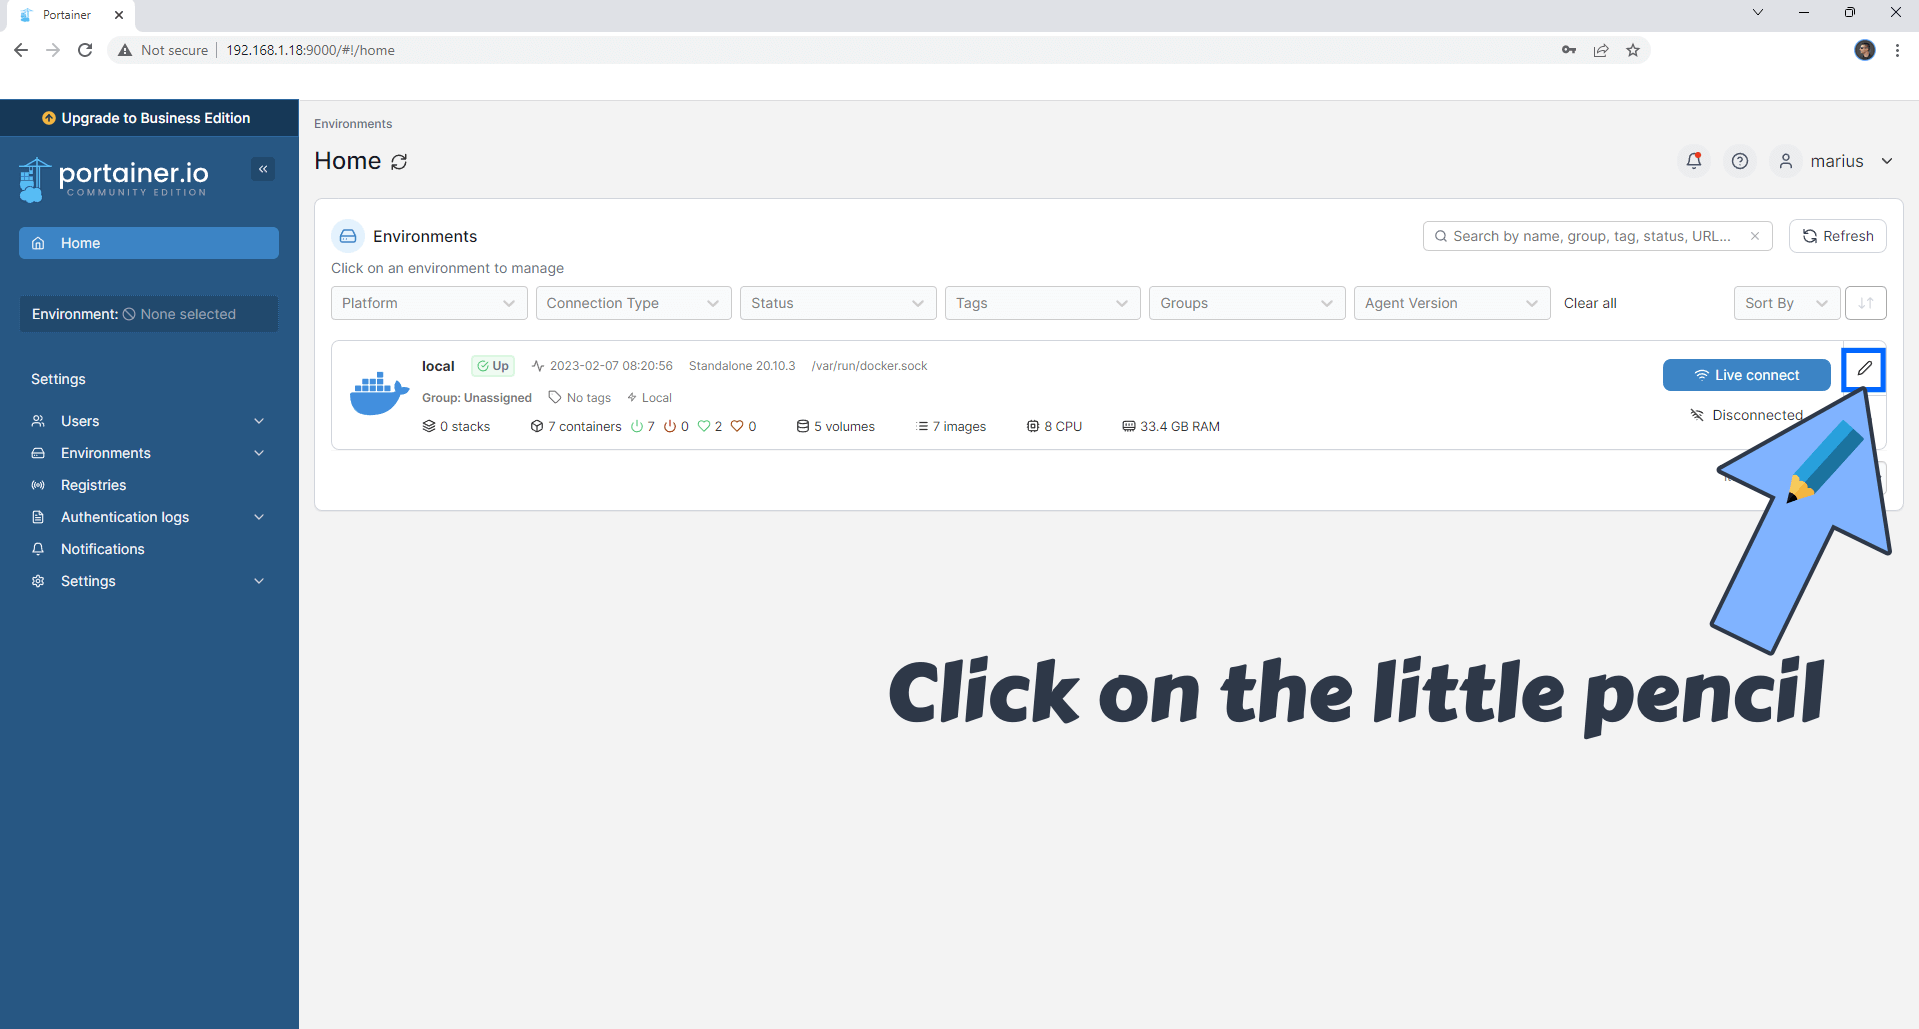 Portainer
Not secure
192.168.1.18:9000/#!/home
Upgrade to Business Edition
portainer.io
COMMUNITY EDITION
Home
Environment: None selected
Settings
Users
Environments
Registries
Authentication logs
Notifications
Settings
Environments
Home
marius
Environments
Search by name, group, tag, status, URL...
Refresh
Click on an environment to manage
Platform
Connection Type
Status
Tags
Groups
Agent Version
Clear all
Sort By
local
Up
2023-02-07 08:20:56
Standalone 20.10.3
/var/run/docker.sock
Group: Unassigned
No tags
Local
0 stacks
7 containers
7
0
2
0
5 volumes
7 images
8 CPU
33.4 GB RAM
Live connect
Disconnected
Click on the little pencil